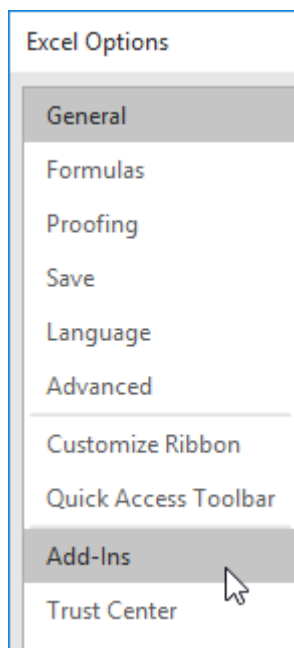 Excel Options
General
Formulas
Proofing
Save
Language
Advanced
Customize Ribbon
Quick Access Toolbar
Add-Ins
Trust Center